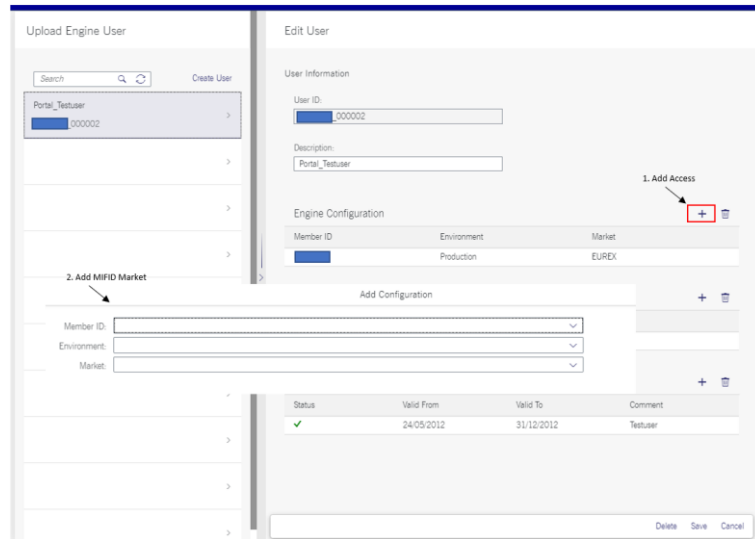 Upload Engine User
Search
Create User
Portal_Testuser
_000002
Edit User
User Information
User ID:
_000002
Description:
Portal_Testuser
1. Add Access
Engine Configuration
Member ID Environment Market
Production EUREX
2. Add MIFID Market
Add Configuration
Member ID:
Environment:
Market:
Status Valid From Valid To Comment
24/05/2012 31/12/2012 Testuser
Delete Save Cancel